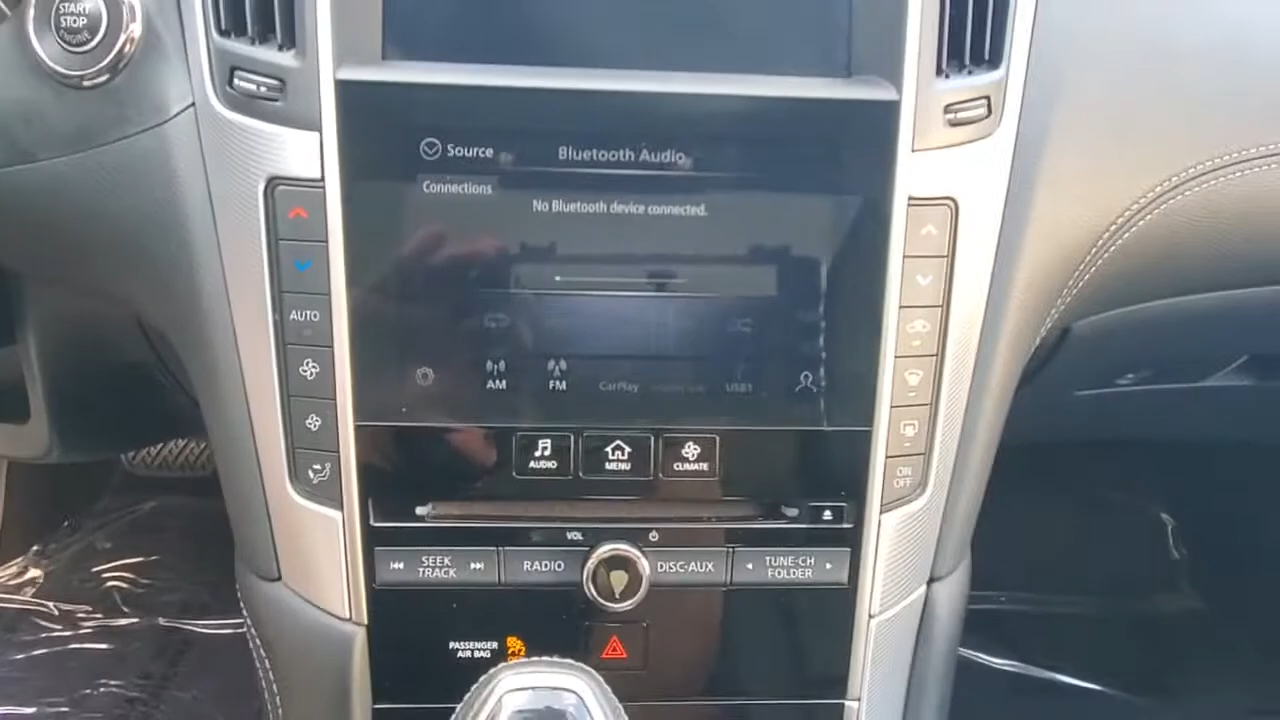 START
STOP
ENGINE
Source
Bluetooth Audio
Connections
No Bluetooth device connected.
AUTO
AM
FM
CarPlay
USB1
AUDIO
MENU
CLIMATE
ON
OFF
VOL
SEEK
TRACK
RADIO
DISC-AUX
TUNE-CH
FOLDER
PASSENGER
AIR BAG
OFF